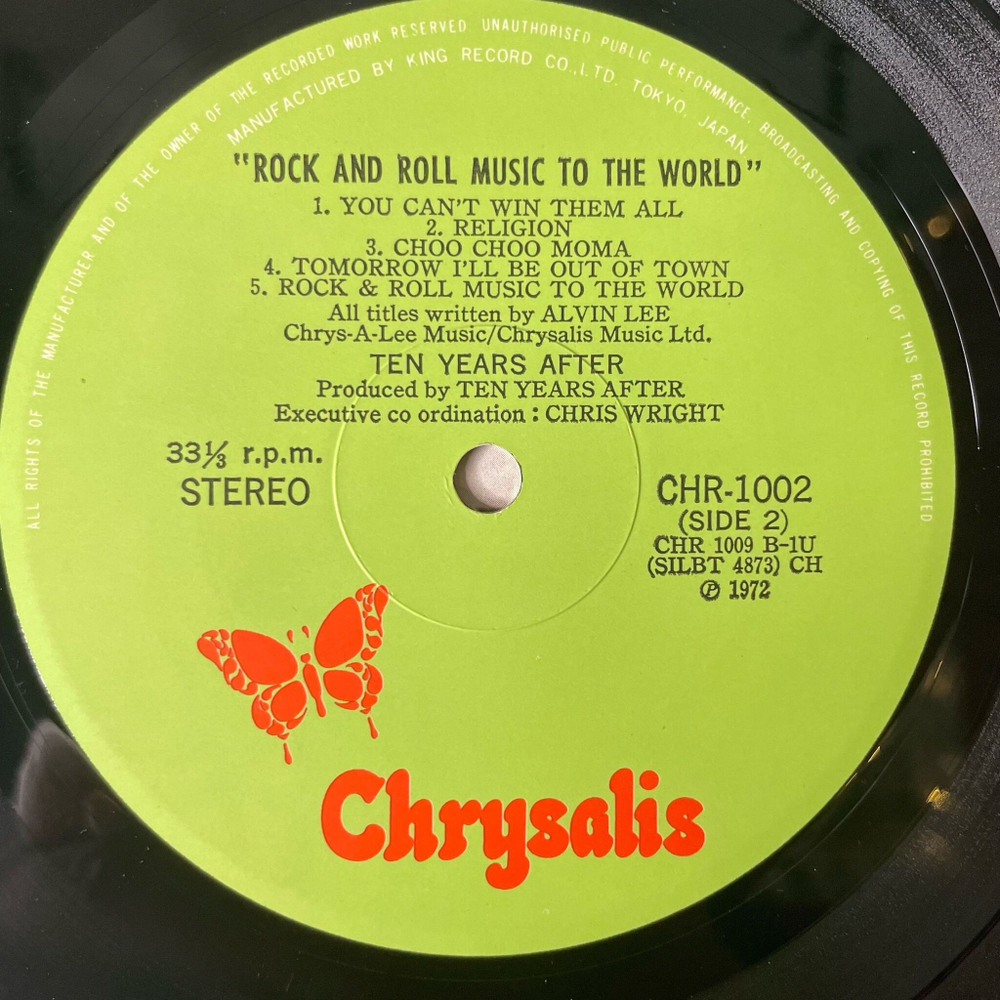 ALL RIGHTS OF THE MANUFACTURER AND OF THE OWNER OF THE RECORDED WORK RESERVED UNAUTHORISED PUBLIC PERFORMANCE, BROADCASTING AND COPYING OF THIS RECORD PROHIBITED
MANUFACTURED BY KING RECORD CO.,LTD. TOKYO, JAPAN
"ROCK AND ROLL MUSIC TO THE WORLD"
1. YOU CAN'T WIN THEM ALL
2. RELIGION
3. CHOO CHOO MOMA
4. TOMORROW I'LL BE OUT OF TOWN
5. ROCK & ROLL MUSIC TO THE WORLD
All titles written by ALVIN LEE
Chrys-A-Lee Music/Chrysalis Music Ltd.
TEN YEARS AFTER
Produced by TEN YEARS AFTER
Executive co ordination : CHRIS WRIGHT
33⅓ r.p.m.
STEREO
CHR-1002
(SIDE 2)
CHR 1009 B-1U
(SILBT 4873) CH
℗ 1972
Chrysalis